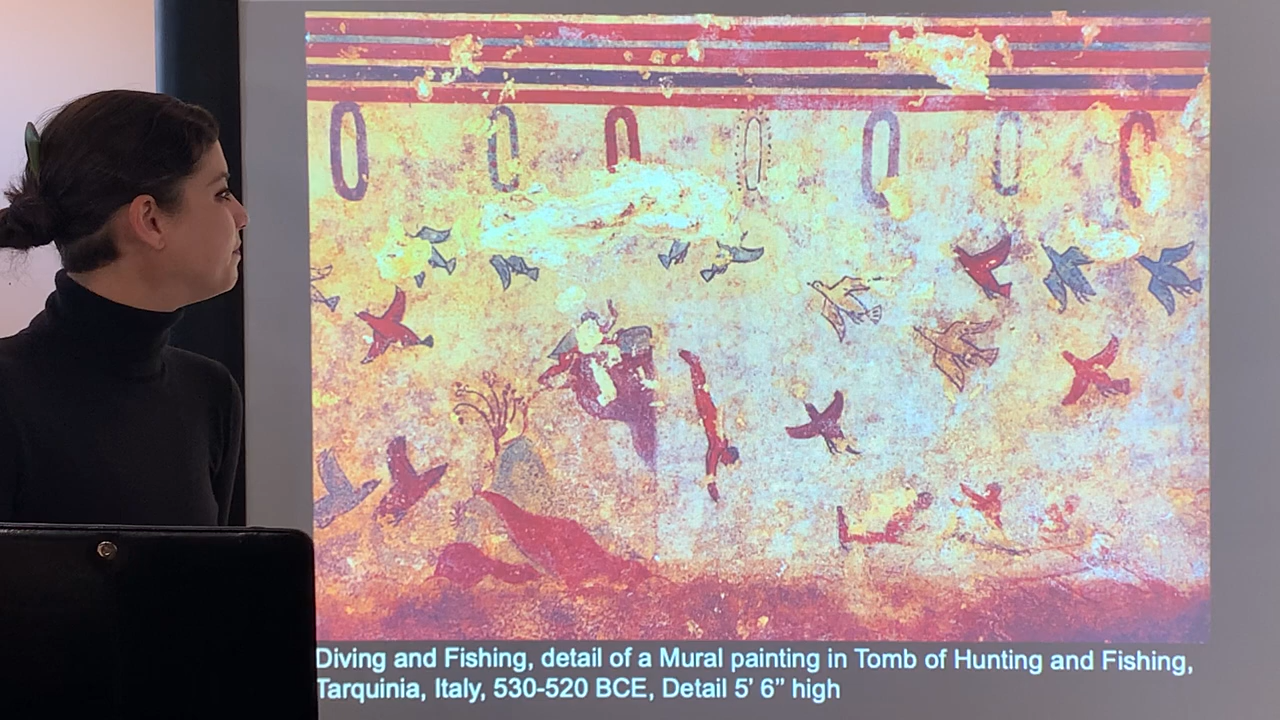 Diving and Fishing, detail of a Mural painting in Tomb of Hunting and Fishing,
Tarquinia, Italy, 530-520 BCE, Detail 5’ 6” high